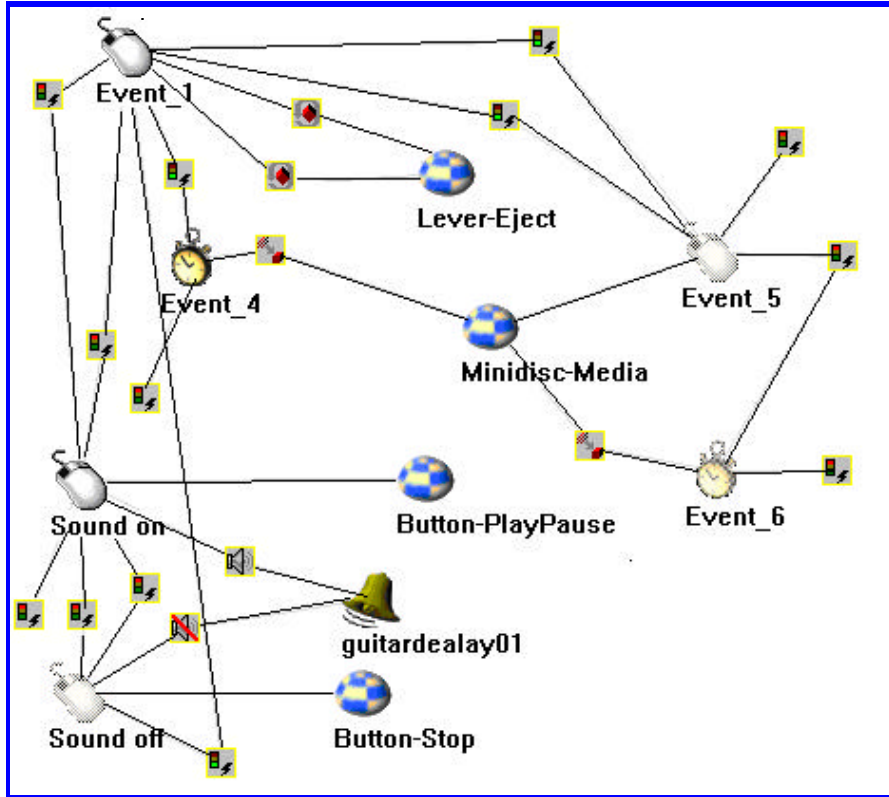 Event_1
Lever-Eject
Event_4
Event_5
Minidisc-Media
Sound on
Button-PlayPause
Event_6
guitardealay01
Sound off
Button-Stop